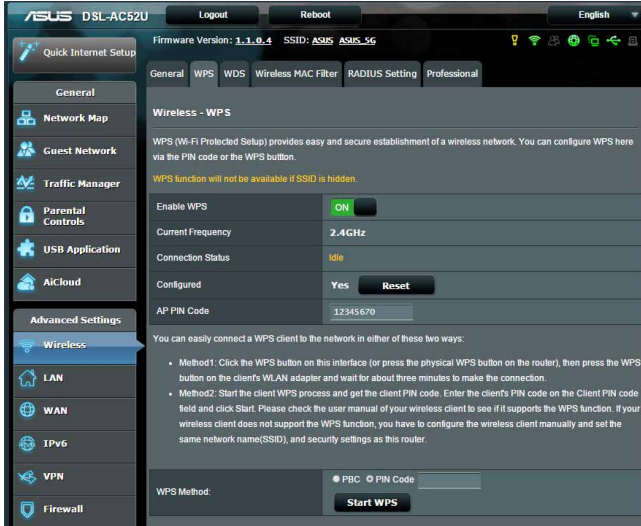 ASUS DSL-AC52U Logout Reboot English
Quick Internet Setup
Firmware Version: 1.1.0.4 SSID: ASUS ASUS_5G
General WPS WDS Wireless MAC Filter RADIUS Setting Professional
General
Network Map
Guest Network
Traffic Manager
Parental
Controls
USB Application
AiCloud
Advanced Settings
Wireless
LAN
WAN
IPv6
VPN
Firewall
Wireless - WPS
WPS (Wi-Fi Protected Setup) provides easy and secure establishment of a wireless network. You can configure WPS here
via the PIN code or the WPS buttton.
WPS function will not be available if SSID is hidden.
Enable WPS ON
Current Frequency 2.4GHz
Connection Status Idle
Configured Yes Reset
AP PIN Code 12345670
You can easily connect a WPS client to the network in either of these two ways:
Method1: Click the WPS button on this interface (or press the physical WPS button on the router), then press the WPS
button on the client's WLAN adapter and wait for about three minutes to make the connection.
Method2: Start the client WPS process and get the client PIN code. Enter the client's PIN code on the Client PIN code
field and click Start. Please check the user manual of your wireless client to see if it supports the WPS function. If your
wireless client does not support the WPS function, you have to configure the wireless client manually and set the
same network name(SSID), and security settings as this router.
WPS Method: PBC PIN Code
Start WPS